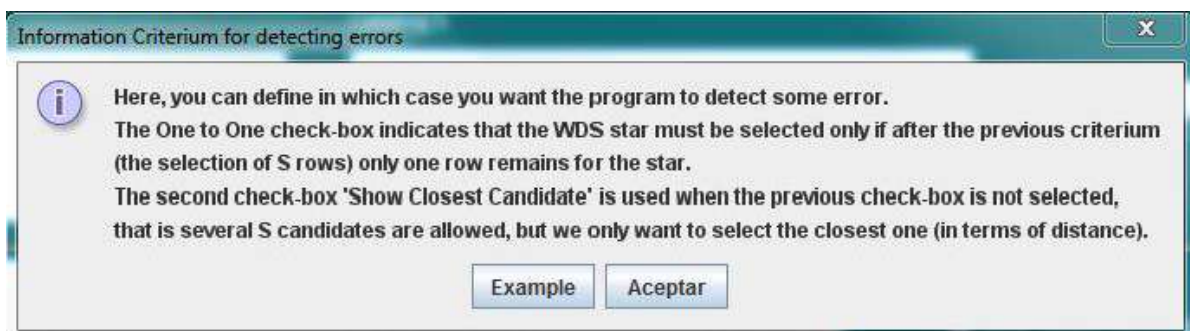 Information Criterium for detecting errors
Here, you can define in which case you want the program to detect some error.
The One to One check-box indicates that the WDS star must be selected only if after the previous criterium
(the selection of S rows) only one row remains for the star.
The second check-box 'Show Closest Candidate' is used when the previous check-box is not selected,
that is several S candidates are allowed, but we only want to select the closest one (in terms of distance).
Example Aceptar